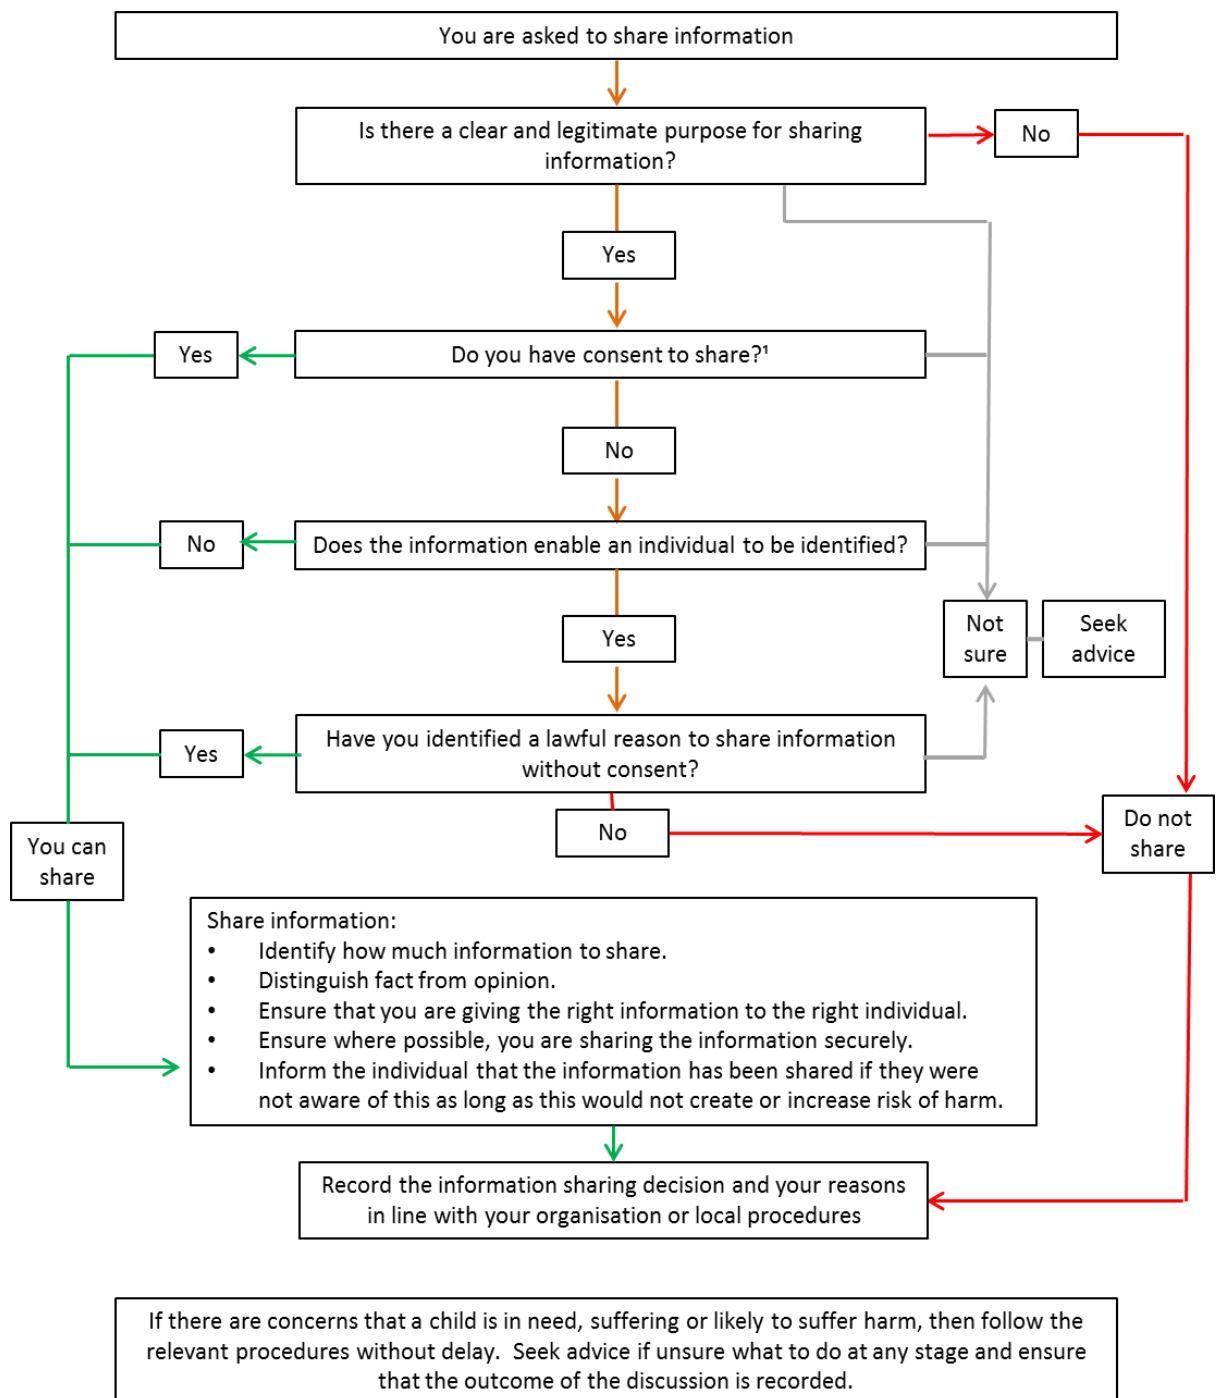 You are asked to share information
Is there a clear and legitimate purpose for sharing
information?
No
Yes
Yes
Do you have consent to share?¹
No
No
Does the information enable an individual to be identified?
Yes
Not
sure
Seek
advice
Yes
Have you identified a lawful reason to share information
without consent?
No
Do not
share
You can
share
Share information:
• Identify how much information to share.
• Distinguish fact from opinion.
• Ensure that you are giving the right information to the right individual.
• Ensure where possible, you are sharing the information securely.
• Inform the individual that the information has been shared if they were
not aware of this as long as this would not create or increase risk of harm.
Record the information sharing decision and your reasons
in line with your organisation or local procedures
If there are concerns that a child is in need, suffering or likely to suffer harm, then follow the
relevant procedures without delay.  Seek advice if unsure what to do at any stage and ensure
that the outcome of the discussion is recorded.